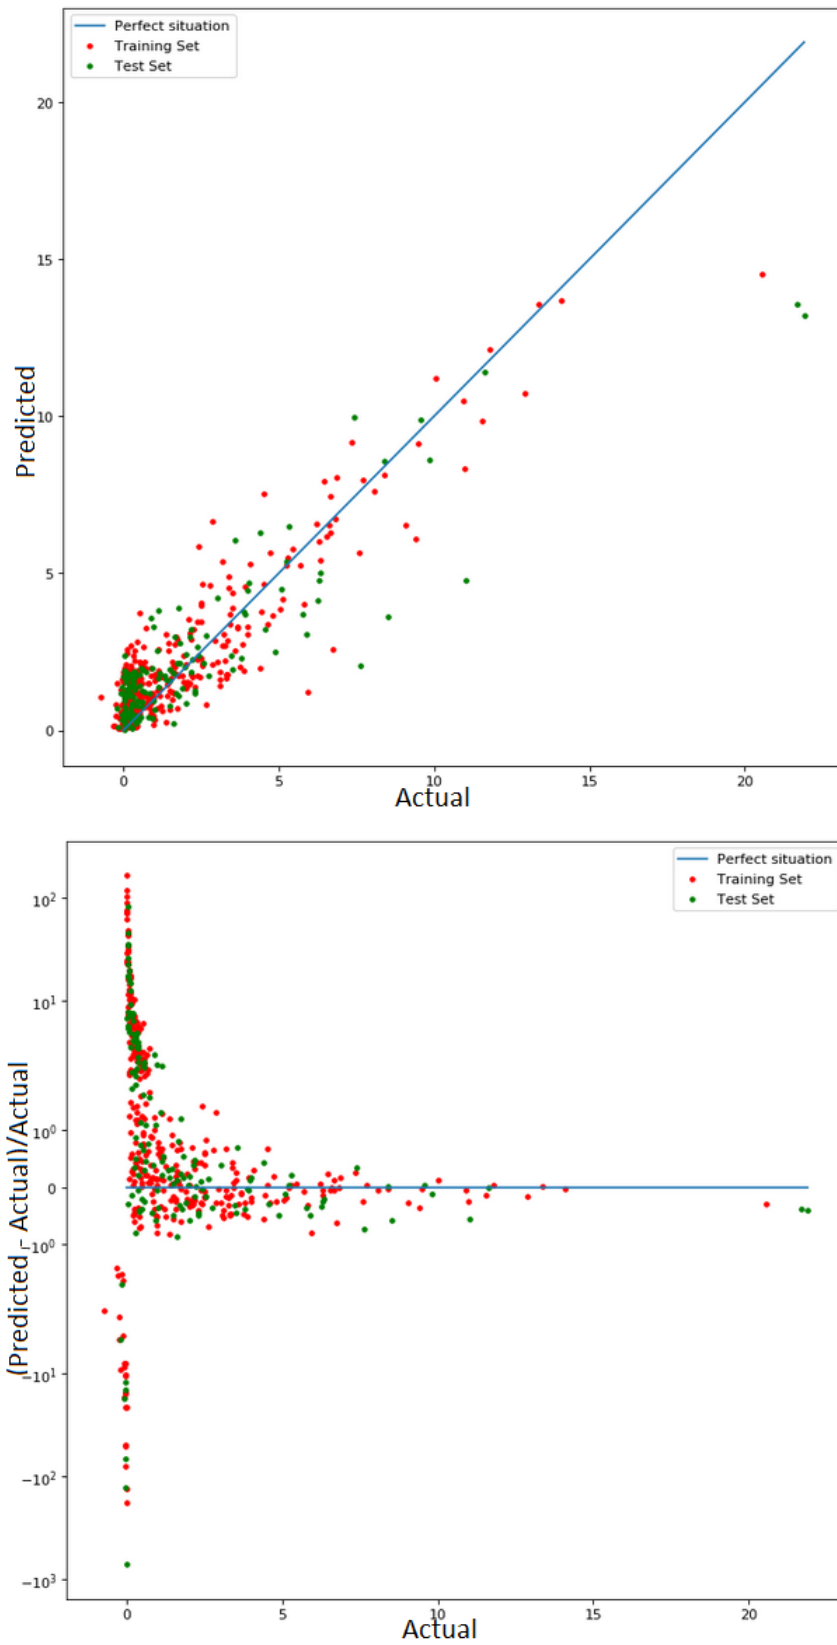 Perfect situation
Training Set
Test Set
20
15
10
5
0
Predicted
0 5 10 15 20
Actual
Perfect situation
Training Set
Test Set
10²
10¹
10⁰
0
−10⁰
−10¹
−10²
−10³
(Predicted - Actual)/Actual
0 5 10 15 20
Actual